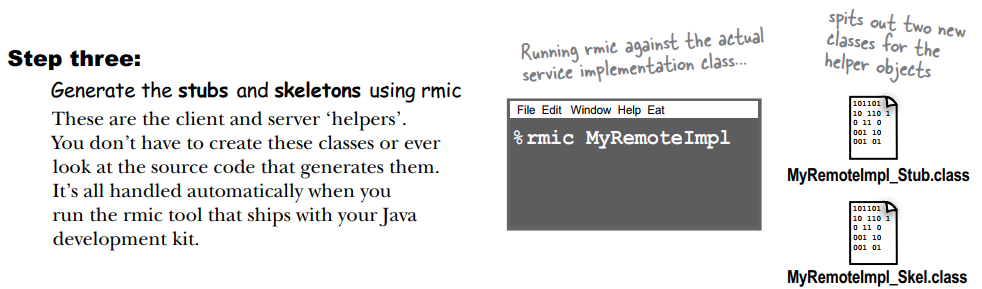 Step three:
Generate the stubs and skeletons using rmic
These are the client and server ‘helpers’.
You don’t have to create these classes or ever
look at the source code that generates them.
It’s all handled automatically when you
run the rmic tool that ships with your Java
development kit.
Running rmic against the actual
service implementation class...
File Edit Window Help Eat
%rmic MyRemoteImpl
spits out two new
classes for the
helper objects
101101
10 110 1
0 11 0
001 10
001 01
MyRemoteImpl_Stub.class
101101
10 110 1
0 11 0
001 10
001 01
MyRemoteImpl_Skel.class